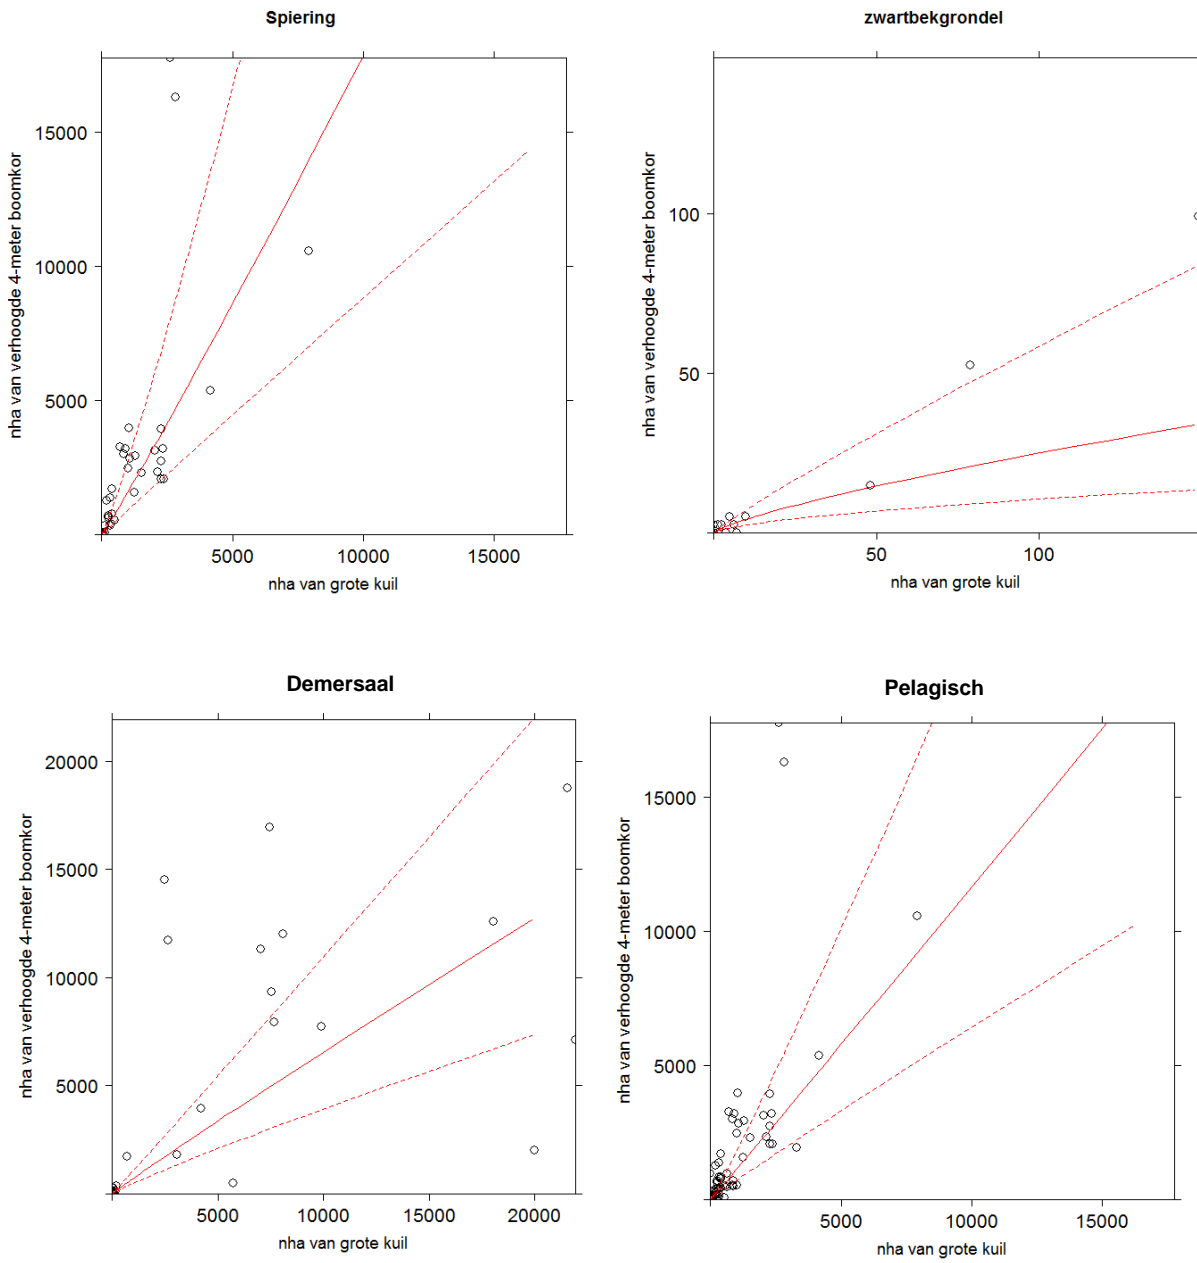 Spiering
nha van verhoogde 4-meter boomkor
15000
10000
5000
5000 10000 15000
nha van grote kuil
zwartbekgrondel
nha van verhoogde 4-meter boomkor
100
50
50 100
nha van grote kuil
Demersaal
nha van verhoogde 4-meter boomkor
20000
15000
10000
5000
5000 10000 15000 20000
nha van grote kuil
Pelagisch
nha van verhoogde 4-meter boomkor
15000
10000
5000
5000 10000 15000
nha van grote kuil